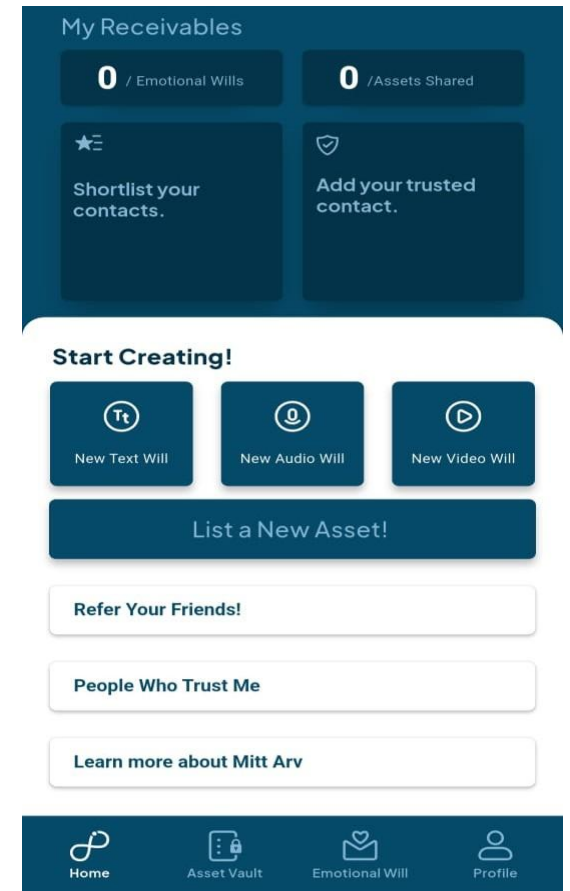 My Receivables
0 / Emotional Wills
0 /Assets Shared
Shortlist your
contacts.
Add your trusted
contact.
Start Creating!
Tt
New Text Will
New Audio Will
New Video Will
List a New Asset!
Refer Your Friends!
People Who Trust Me
Learn more about Mitt Arv
Home
Asset Vault
Emotional Will
Profile